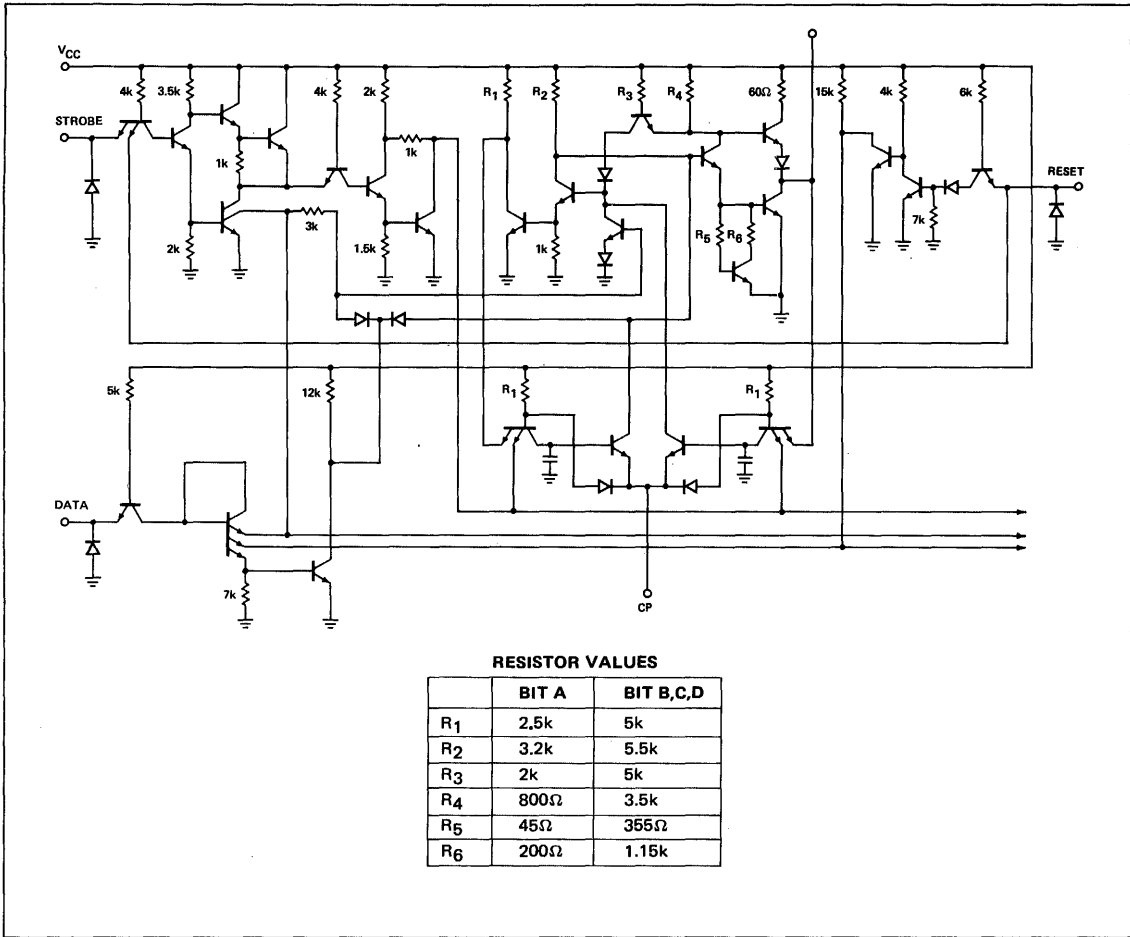 VCC
4k 3.5k 4k 2k R1 R2 R3 R4 60Ω 15k 4k 6k
STROBE
1k 1k
RESET
3k 7k
2k 1.5k 1k R5 R6
5k 12k R1 R1
DATA
7k
CP
RESISTOR VALUES
BIT A BIT B,C,D
R1 2.5k 5k
R2 3.2k 5.5k
R3 2k 5k
R4 800Ω 3.5k
R5 45Ω 355Ω
R6 200Ω 1.15k